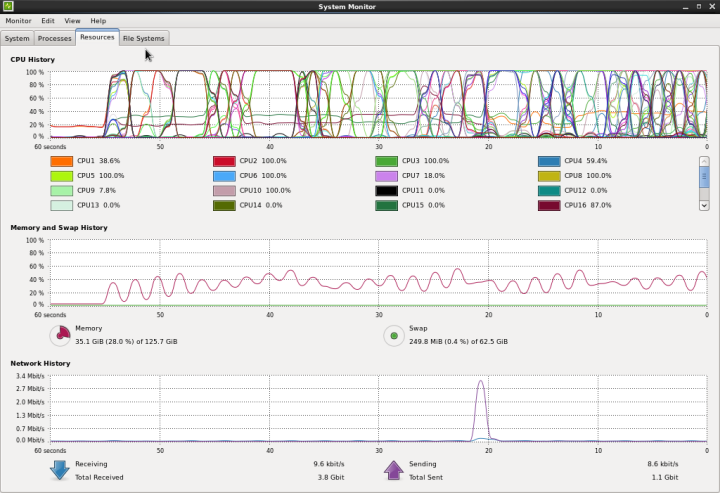 System Monitor
Monitor Edit View Help
System Processes Resources File Systems
CPU History
100 %
80 %
60 %
40 %
20 %
0 %
60 seconds 50 40 30 20 10 0
CPU1 38.6% CPU2 100.0% CPU3 100.0% CPU4 59.4%
CPU5 100.0% CPU6 100.0% CPU7 18.0% CPU8 100.0%
CPU9 7.8% CPU10 100.0% CPU11 0.0% CPU12 0.0%
CPU13 0.0% CPU14 0.0% CPU15 0.0% CPU16 87.0%
Memory and Swap History
100 %
80 %
60 %
40 %
20 %
0 %
60 seconds 50 40 30 20 10 0
Memory Swap
35.1 GiB (28.0 %) of 125.7 GiB 249.8 MiB (0.4 %) of 62.5 GiB
Network History
3.4 Mbit/s
2.7 Mbit/s
2.0 Mbit/s
1.3 Mbit/s
0.7 Mbit/s
0.0 Mbit/s
60 seconds 50 40 30 20 10 0
Receiving 9.6 kbit/s Sending 8.6 kbit/s
Total Received 3.8 Gbit Total Sent 1.1 Gbit